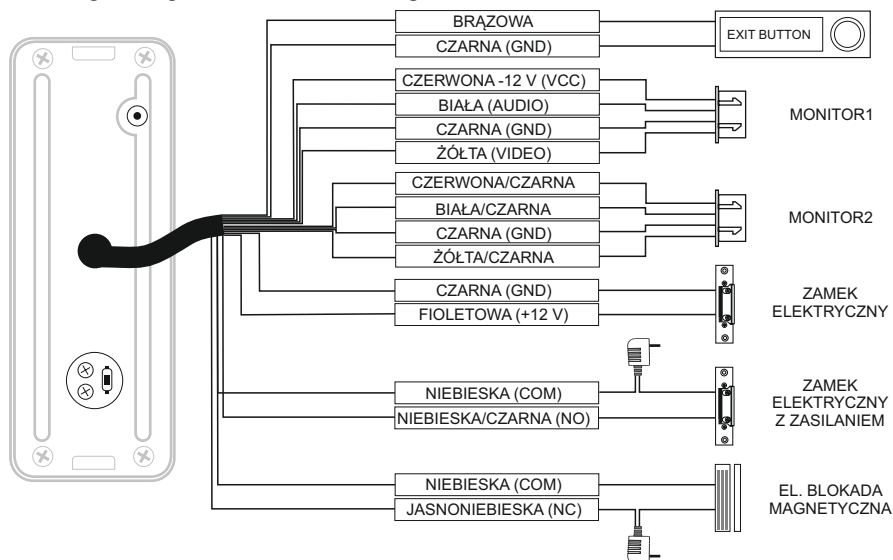 BRĄZOWA
CZARNA (GND)
EXIT BUTTON
CZERWONA -12 V (VCC)
BIAŁA (AUDIO)
CZARNA (GND)
ŻÓŁTA (VIDEO)
MONITOR1
CZERWONA/CZARNA
BIAŁA/CZARNA
CZARNA (GND)
ŻÓŁTA/CZARNA
MONITOR2
CZARNA (GND)
FIOLETOWA (+12 V)
ZAMEK
ELEKTRYCZNY
NIEBIESKA (COM)
NIEBIESKA/CZARNA (NO)
ZAMEK
ELEKTRYCZNY
Z ZASILANIEM
NIEBIESKA (COM)
JASNONIEBIESKA (NC)
EL. BLOKADA
MAGNETYCZNA